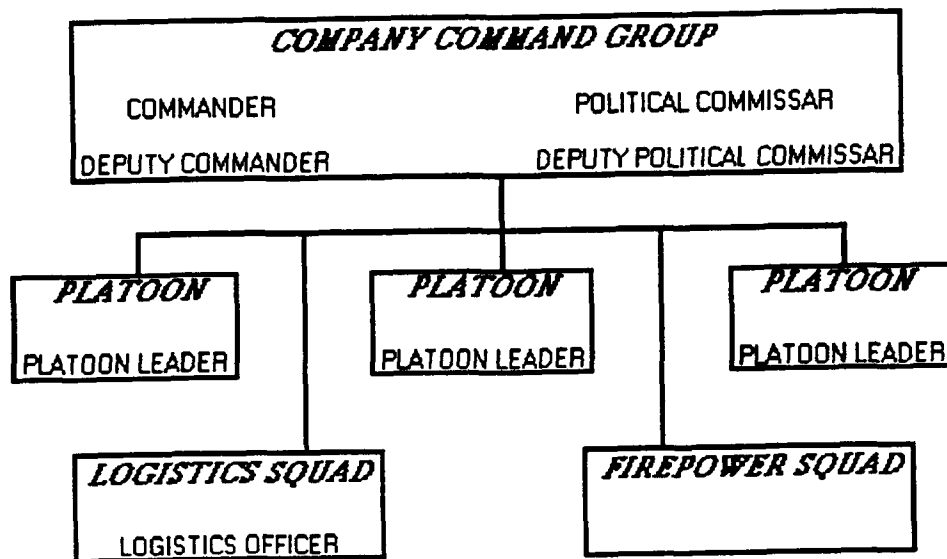 COMPANY COMMAND GROUP
COMMANDER
POLITICAL COMMISSAR
DEPUTY COMMANDER
DEPUTY POLITICAL COMMISSAR
PLATOON
PLATOON LEADER
PLATOON
PLATOON LEADER
PLATOON
PLATOON LEADER
LOGISTICS SQUAD
LOGISTICS OFFICER
FIREPOWER SQUAD